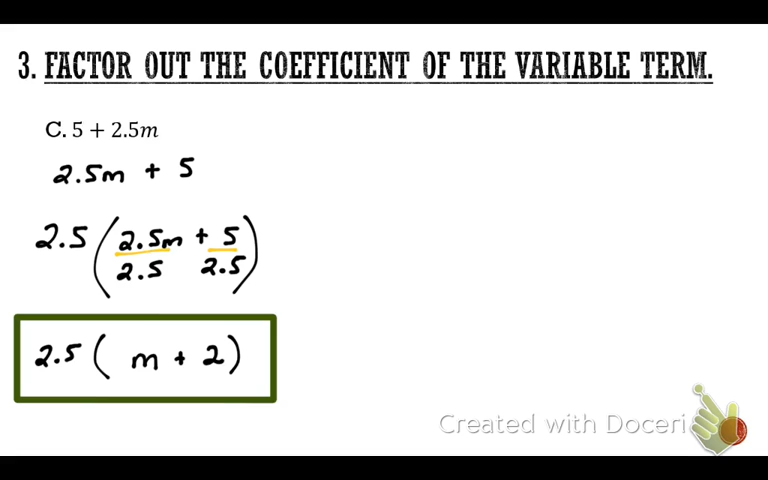 3. FACTOR OUT THE COEFFICIENT OF THE VARIABLE TERM.
C. 5 + 2.5m
2.5m + 5
2.5 ( 2.5m + 5 )
2.5 2.5
2.5 ( m + 2 )
Created with Doceri